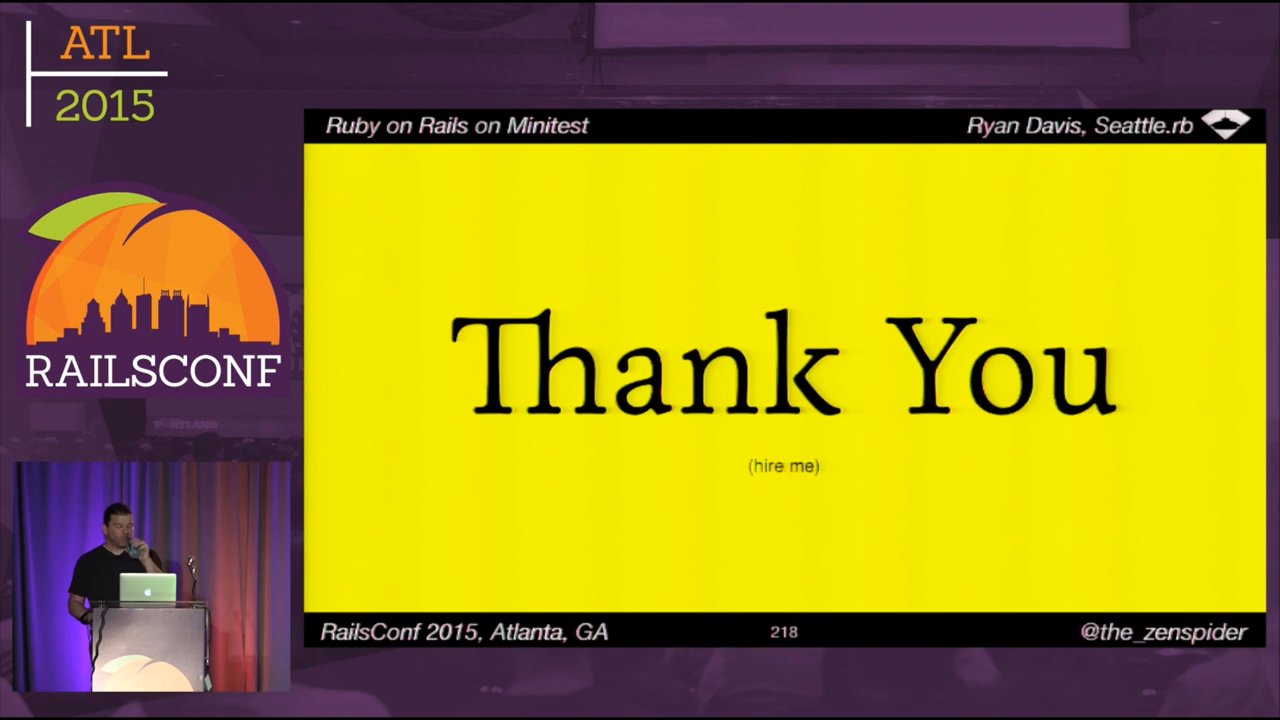 ATL
2015
RAILSCONF
Ruby on Rails on Minitest
Ryan Davis, Seattle.rb
Thank You
(hire me)
RailsConf 2015, Atlanta, GA
218
@the_zenspider
PORTLAND